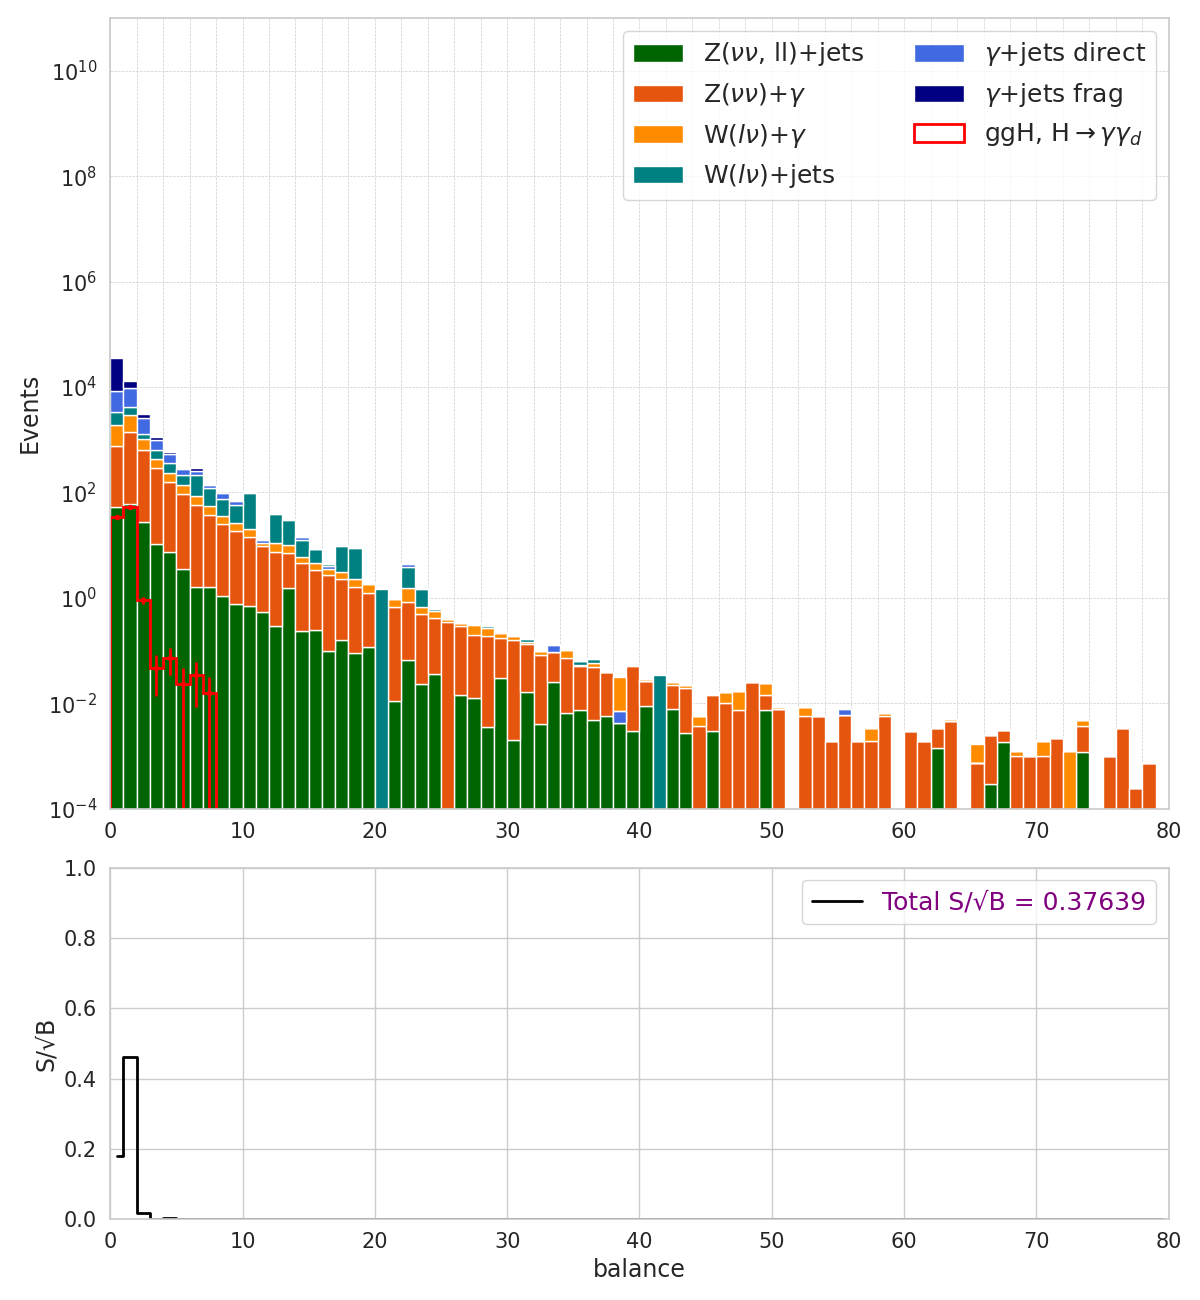 Z(νν, ll)+jets
Z(νν)+γ
W(lν)+γ
W(lν)+jets
γ+jets direct
γ+jets frag
ggH, H→γγ_d
Events
10^10
10^8
10^6
10^4
10^2
10^0
10^−2
10^−4
0 10 20 30 40 50 60 70 80
Total S/√B = 0.37639
S/√B
1.0
0.8
0.6
0.4
0.2
0.0
0 10 20 30 40 50 60 70 80
balance